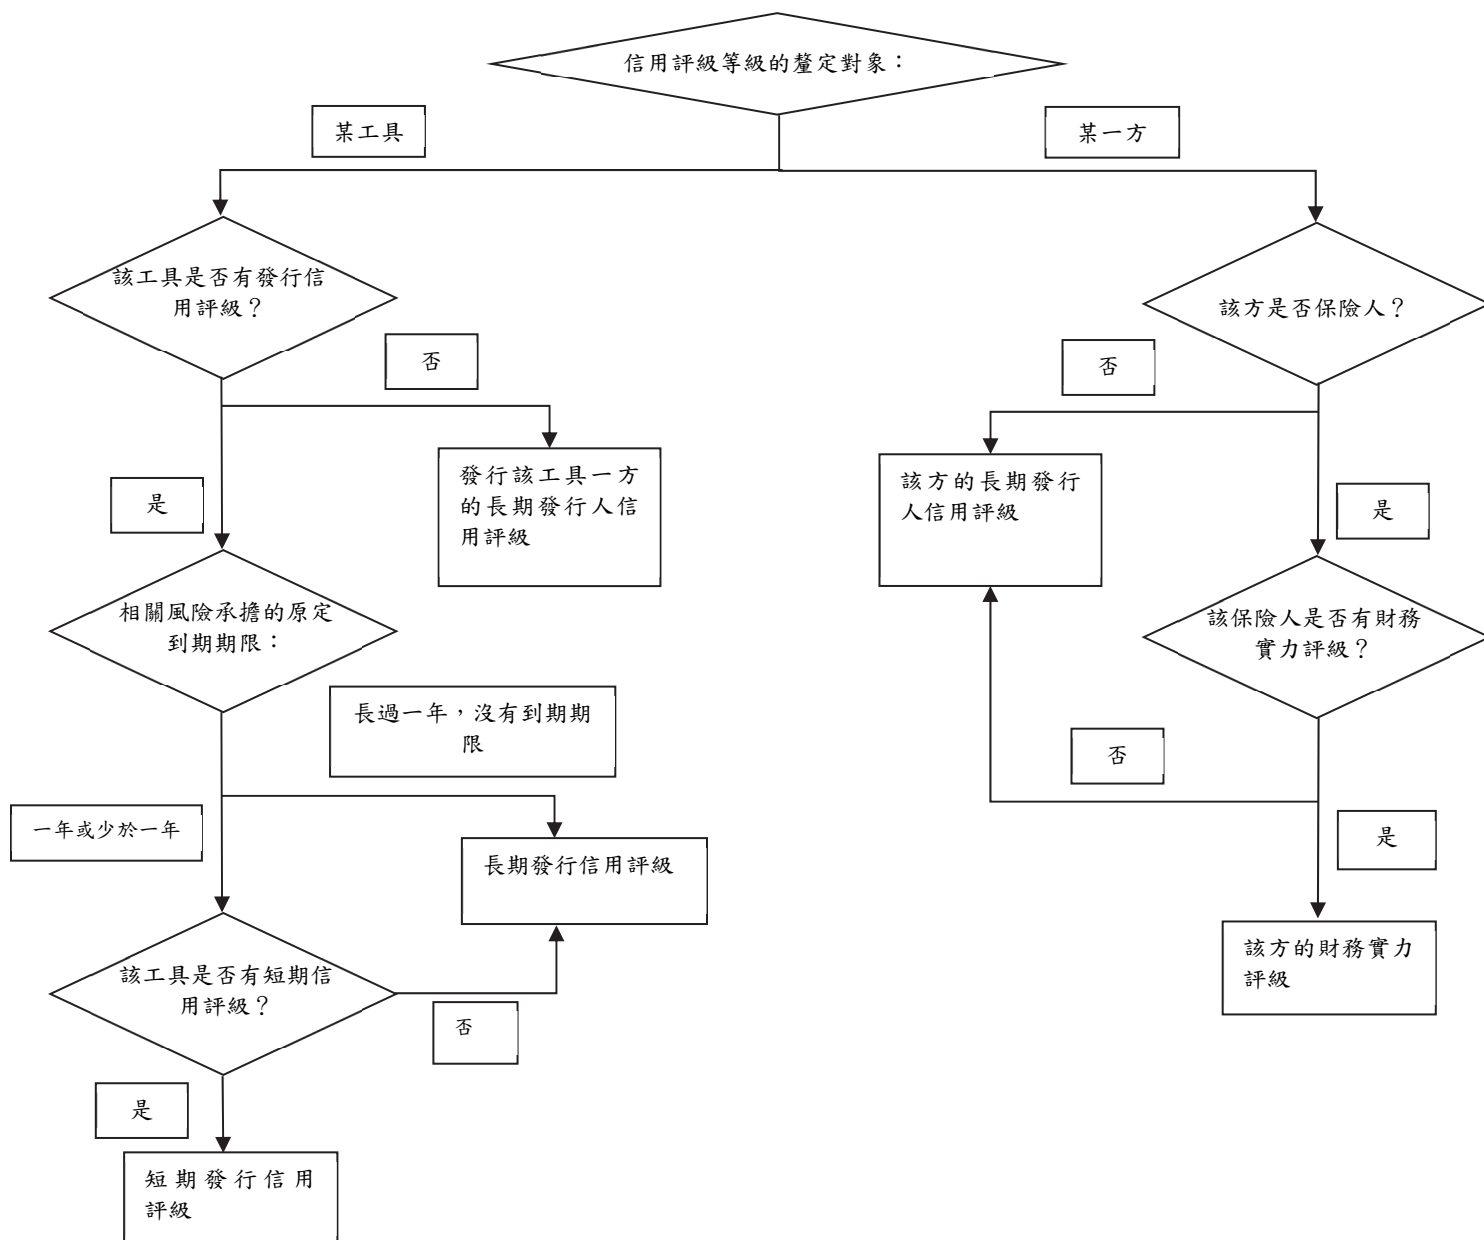 信用評級等級的釐定對象：
某工具
某一方
該工具是否有發行信
用評級？
該方是否保險人？
否
否
發行該工具一方
的長期發行人信
用評級
該方的長期發行
人信用評級
是
是
相關風險承擔的原定
到期期限：
該保險人是否有財務
實力評級？
長過一年，沒有到期期
限
否
一年或少於一年
是
長期發行信用評級
該工具是否有短期信
用評級？
該方的財務實力
評級
否
是
短期發行信用
評級